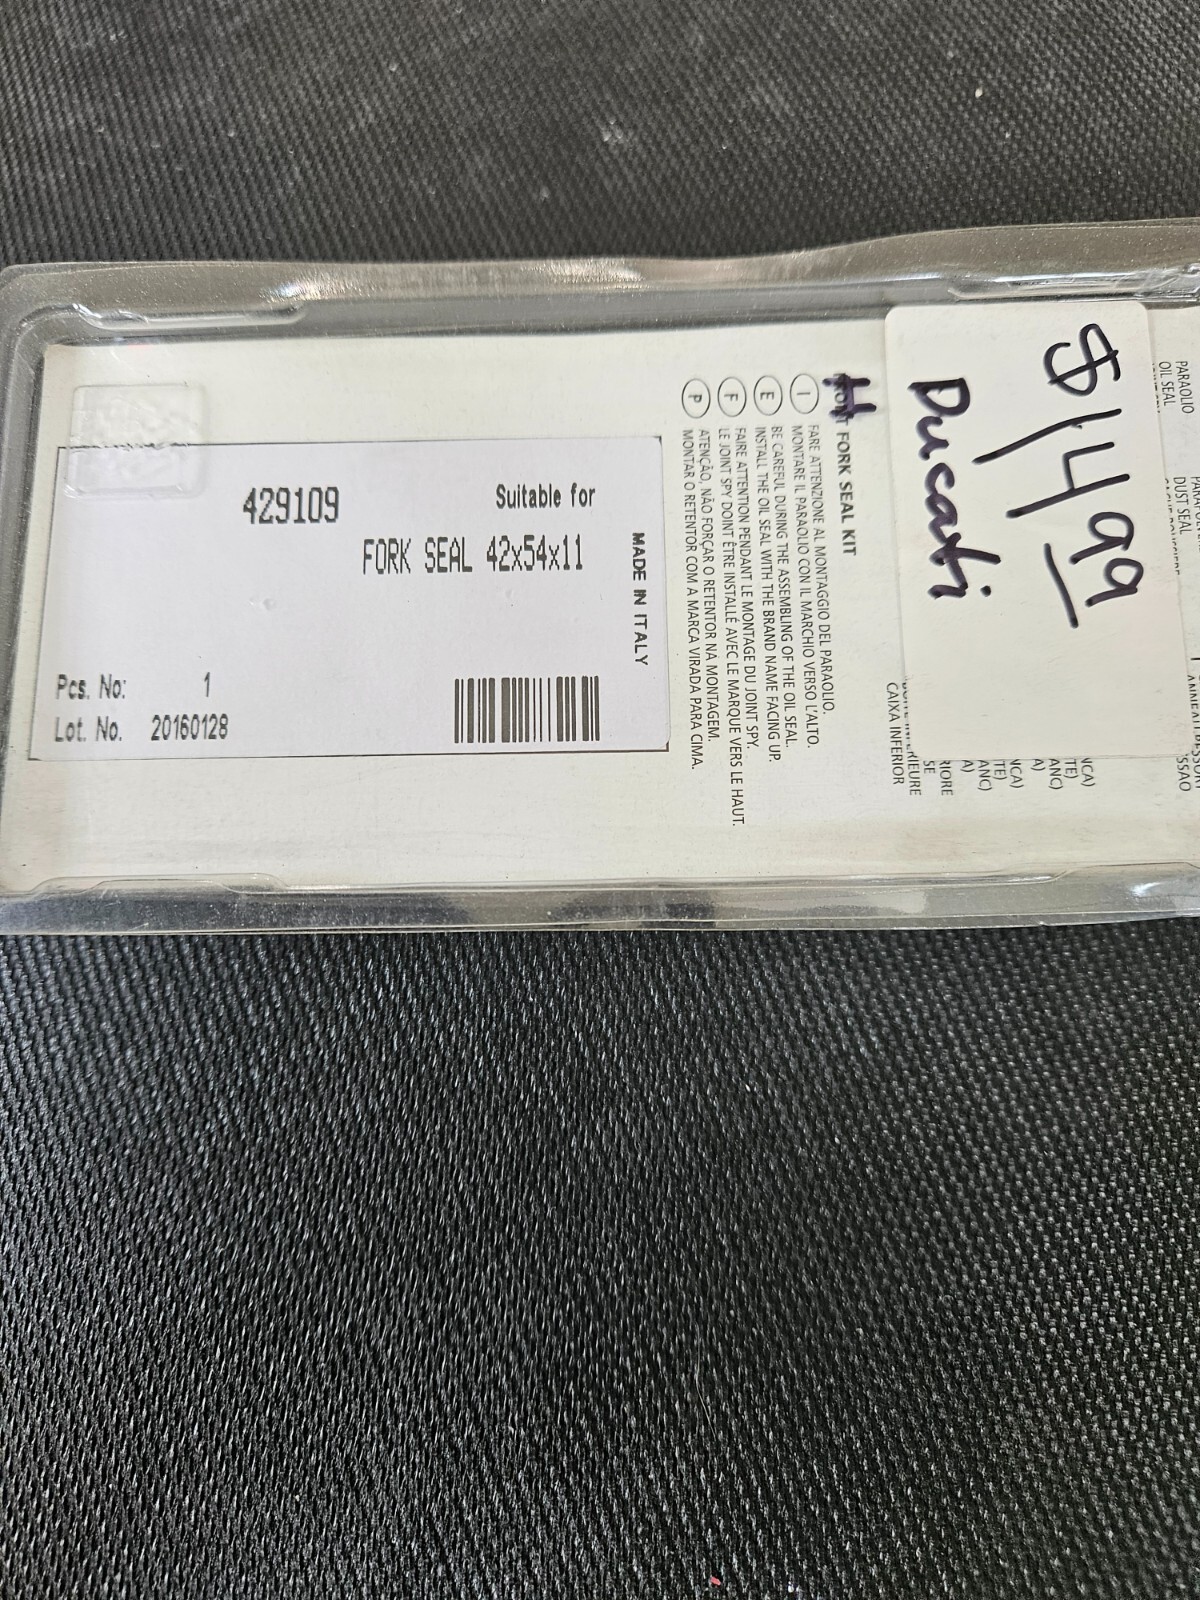 429109
Suitable for
FORK SEAL 42x54x11
Pcs. No: 1
Lot. No. 20160128
MADE IN ITALY
FORK SEAL KIT
I FARE ATTENZIONE AL MONTAGGIO DEL PARAOLIO.
MONTARE IL PARAOLIO CON IL MARCHIO VERSO L'ALTO.
E BE CAREFUL DURING THE ASSEMBLING OF THE OIL SEAL.
INSTALL THE OIL SEAL WITH THE BRAND NAME FACING UP.
F FAIRE ATTENTION PENDANT LE MONTAGE DU JOINT SPY.
LE JOINT SPY DOINT ÊTRE INSTALLÉ AVEC LE MARQUE VERS LE HAUT.
P ATENÇÃO, NÃO FORÇAR O RETENTOR NA MONTAGEM.
MONTAR O RETENTOR COM A MARCA VIRADA PARA CIMA.
$14 99
Ducati
PARAOLIO
OIL SEAL
DUST SEAL
CAIXA INFERIOR